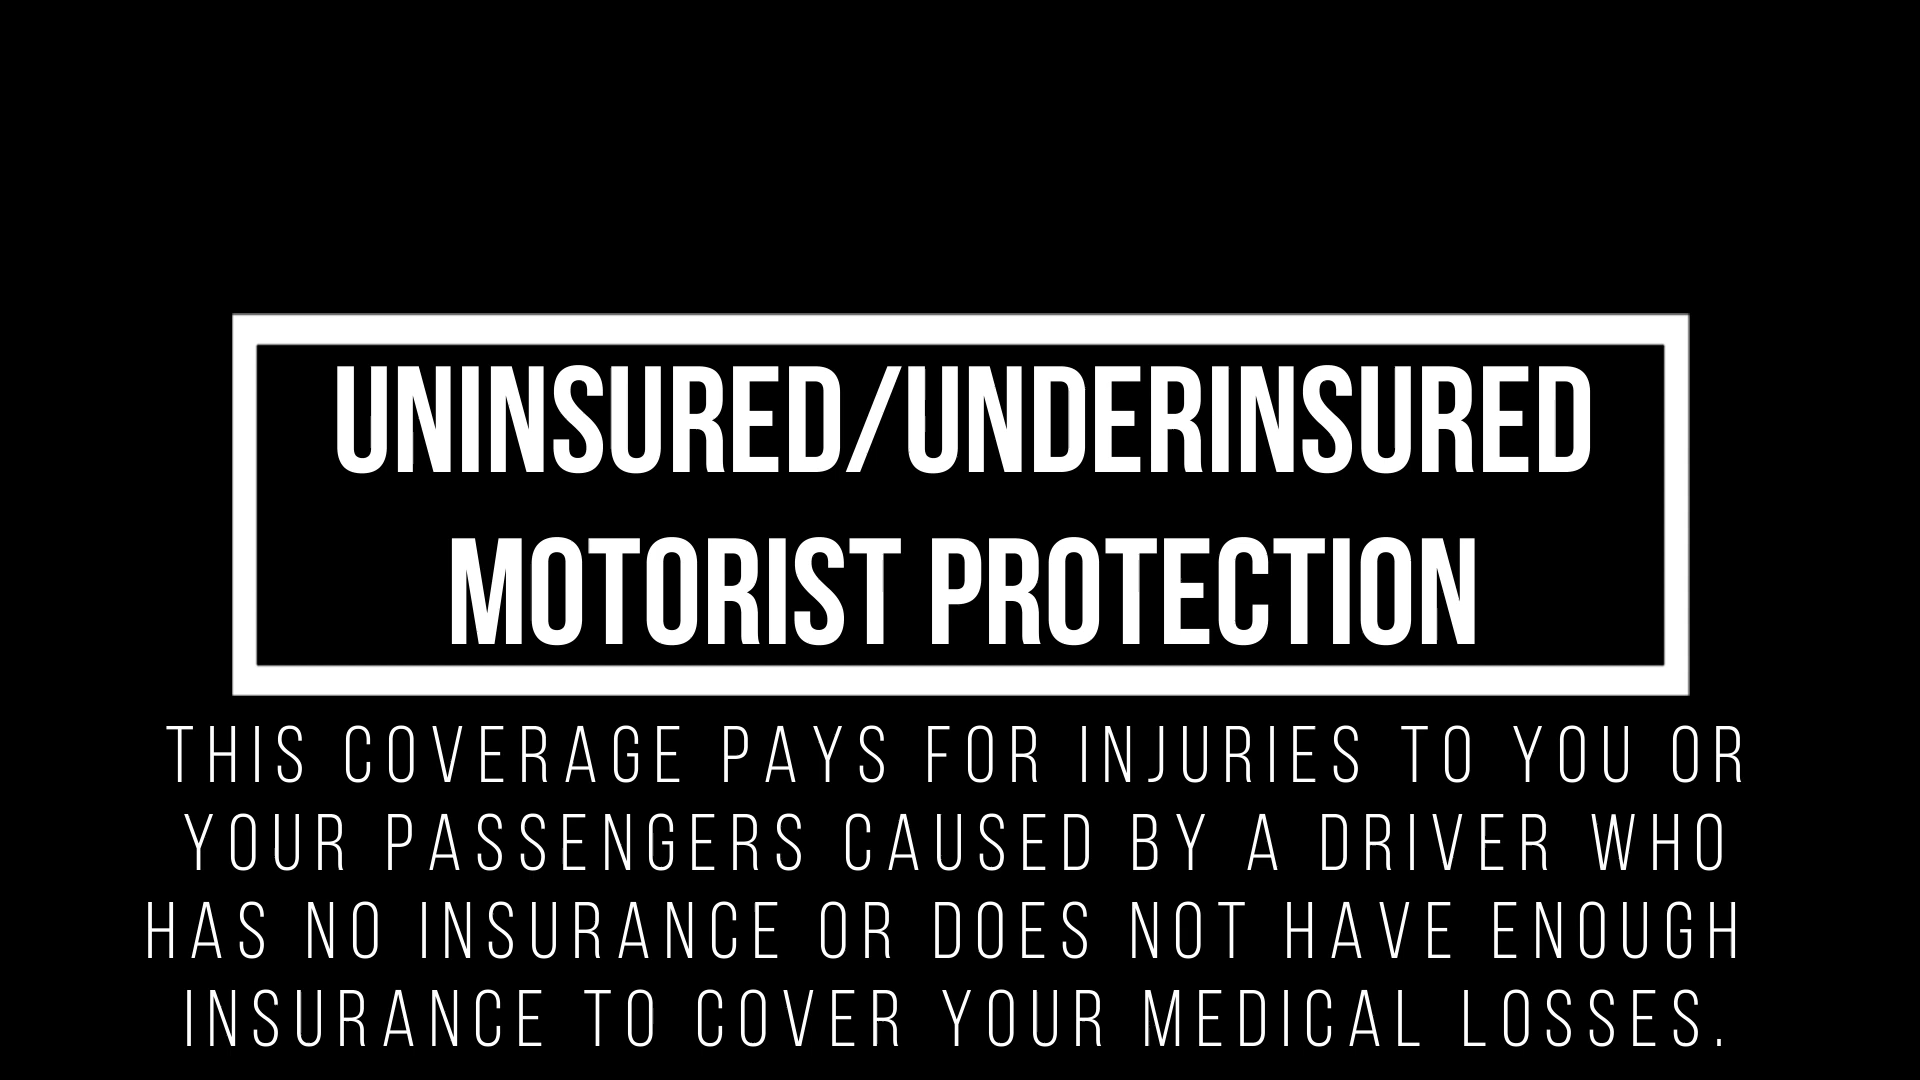 UNINSURED/UNDERINSURED
MOTORIST PROTECTION
THIS COVERAGE PAYS FOR INJURIES TO YOU OR
YOUR PASSENGERS CAUSED BY A DRIVER WHO
HAS NO INSURANCE OR DOES NOT HAVE ENOUGH
INSURANCE TO COVER YOUR MEDICAL LOSSES.